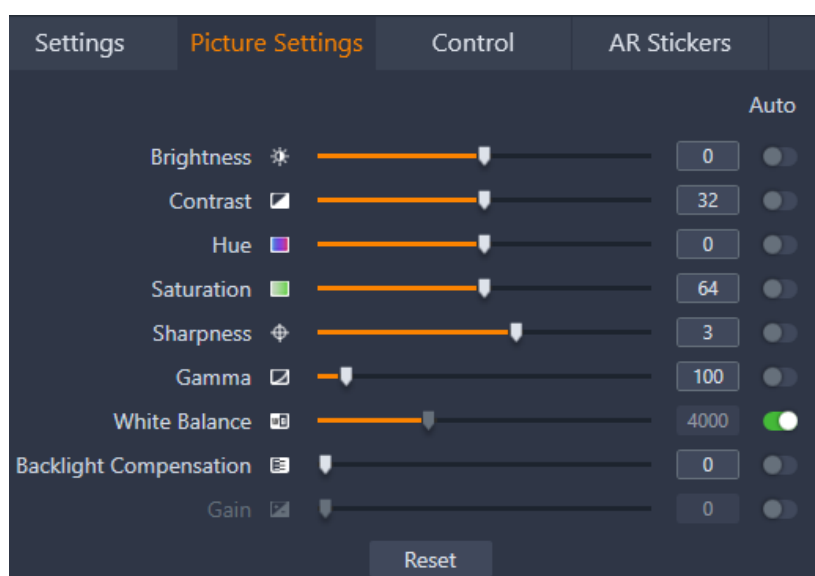 Settings Picture Settings Control AR Stickers
Auto
Brightness 0
Contrast 32
Hue 0
Saturation 64
Sharpness 3
Gamma 100
White Balance 4000
Backlight Compensation 0
Gain 0
Reset